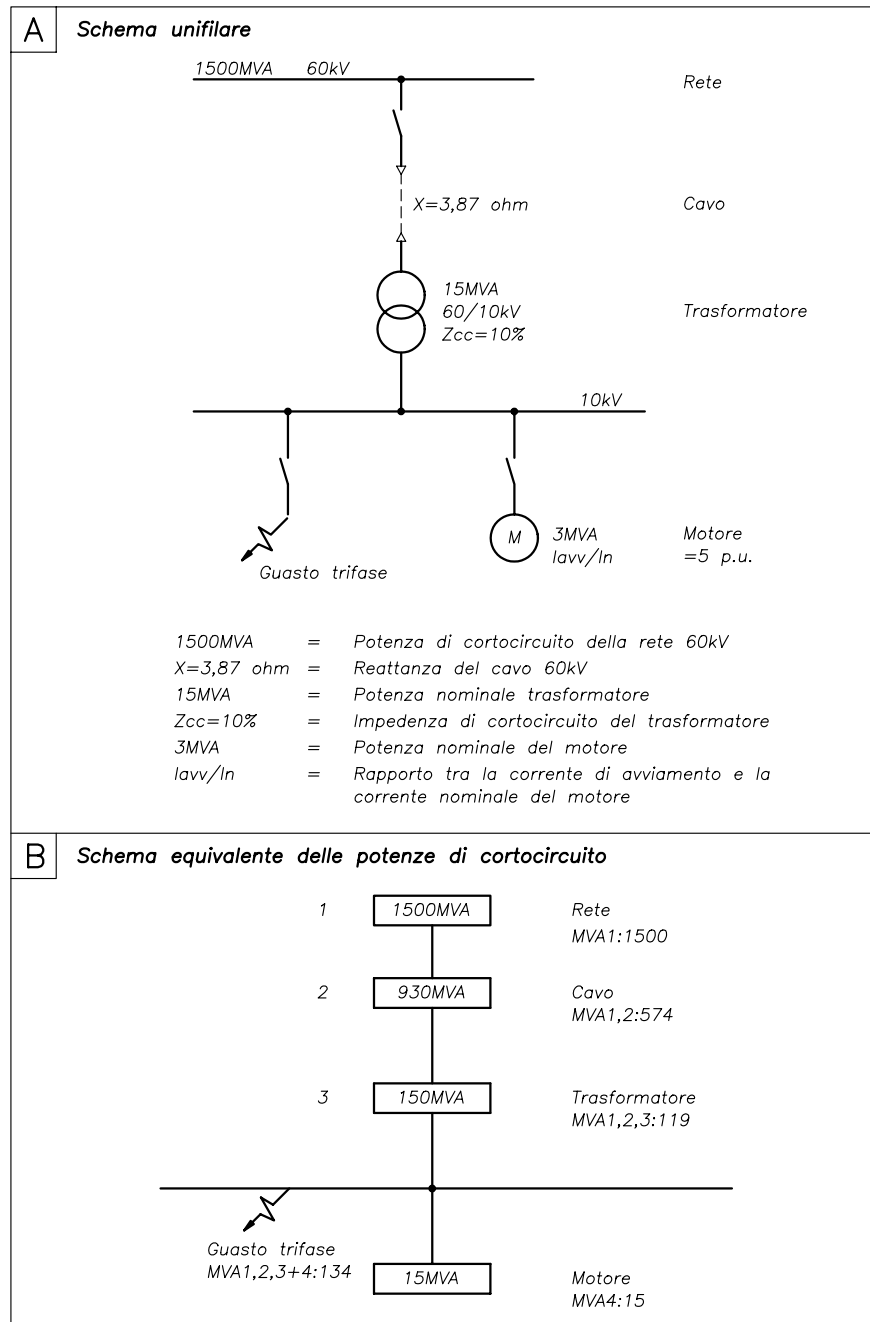 A Schema unifilare
1500MVA 60kV
Rete
X=3,87 ohm
Cavo
15MVA
60/10kV
Zcc=10%
Trasformatore
10kV
M
3MVA
Iavv/In
Motore
=5 p.u.
Guasto trifase
1500MVA = Potenza di cortocircuito della rete 60kV
X=3,87 ohm = Reattanza del cavo 60kV
15MVA = Potenza nominale trasformatore
Zcc=10% = Impedenza di cortocircuito del trasformatore
3MVA = Potenza nominale del motore
Iavv/In = Rapporto tra la corrente di avviamento e la
corrente nominale del motore
B Schema equivalente delle potenze di cortocircuito
1 1500MVA Rete
MVA1:1500
2 930MVA Cavo
MVA1,2:574
3 150MVA Trasformatore
MVA1,2,3:119
Guasto trifase
MVA1,2,3+4:134
15MVA Motore
MVA4:15